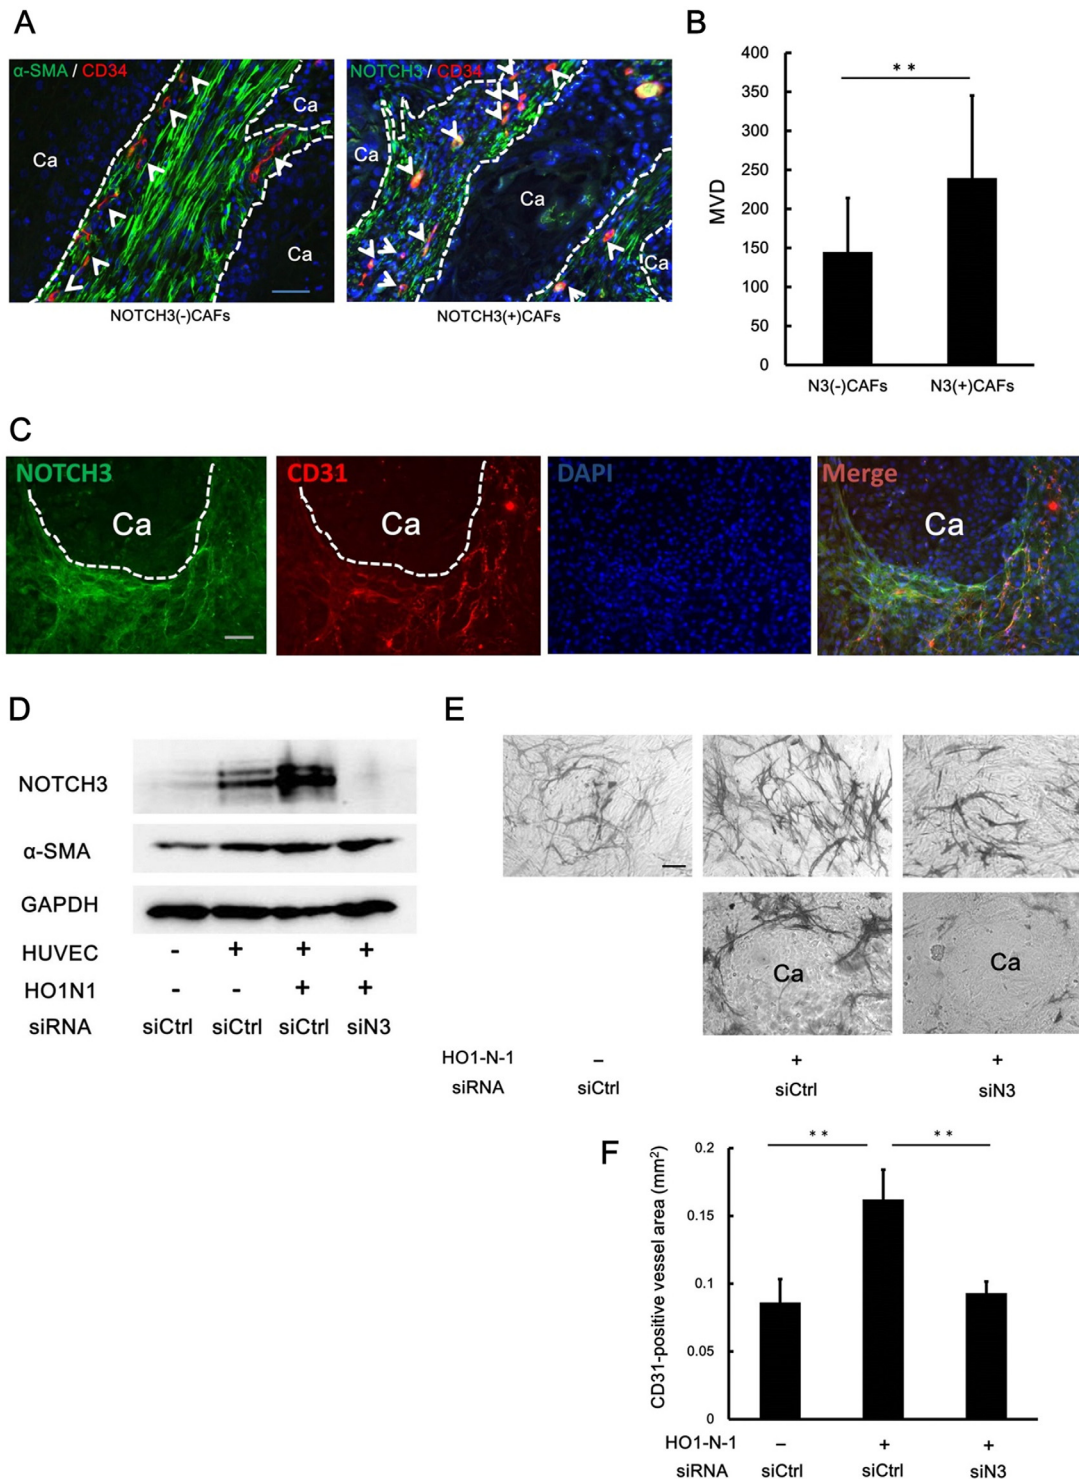 A
α-SMA / CD34
Ca
Ca
Ca
NOTCH3(-)CAFs
NOTCH3 / CD34
Ca
Ca
Ca
NOTCH3(+)CAFs
B
MVD
400
350
300
250
200
150
100
50
0
* *
N3(-)CAFs N3(+)CAFs
C
NOTCH3
Ca
CD31
Ca
DAPI
Merge
Ca
D
NOTCH3
α-SMA
GAPDH
HUVEC - + + +
HO1N1 - - + +
siRNA siCtrl siCtrl siCtrl siN3
E
Ca
Ca
HO1-N-1 – + +
siRNA siCtrl siCtrl siN3
F
CD31-positive vessel area (mm²)
0.2
0.15
0.1
0.05
0
* * * *
HO1-N-1 – + +
siRNA siCtrl siCtrl siN3